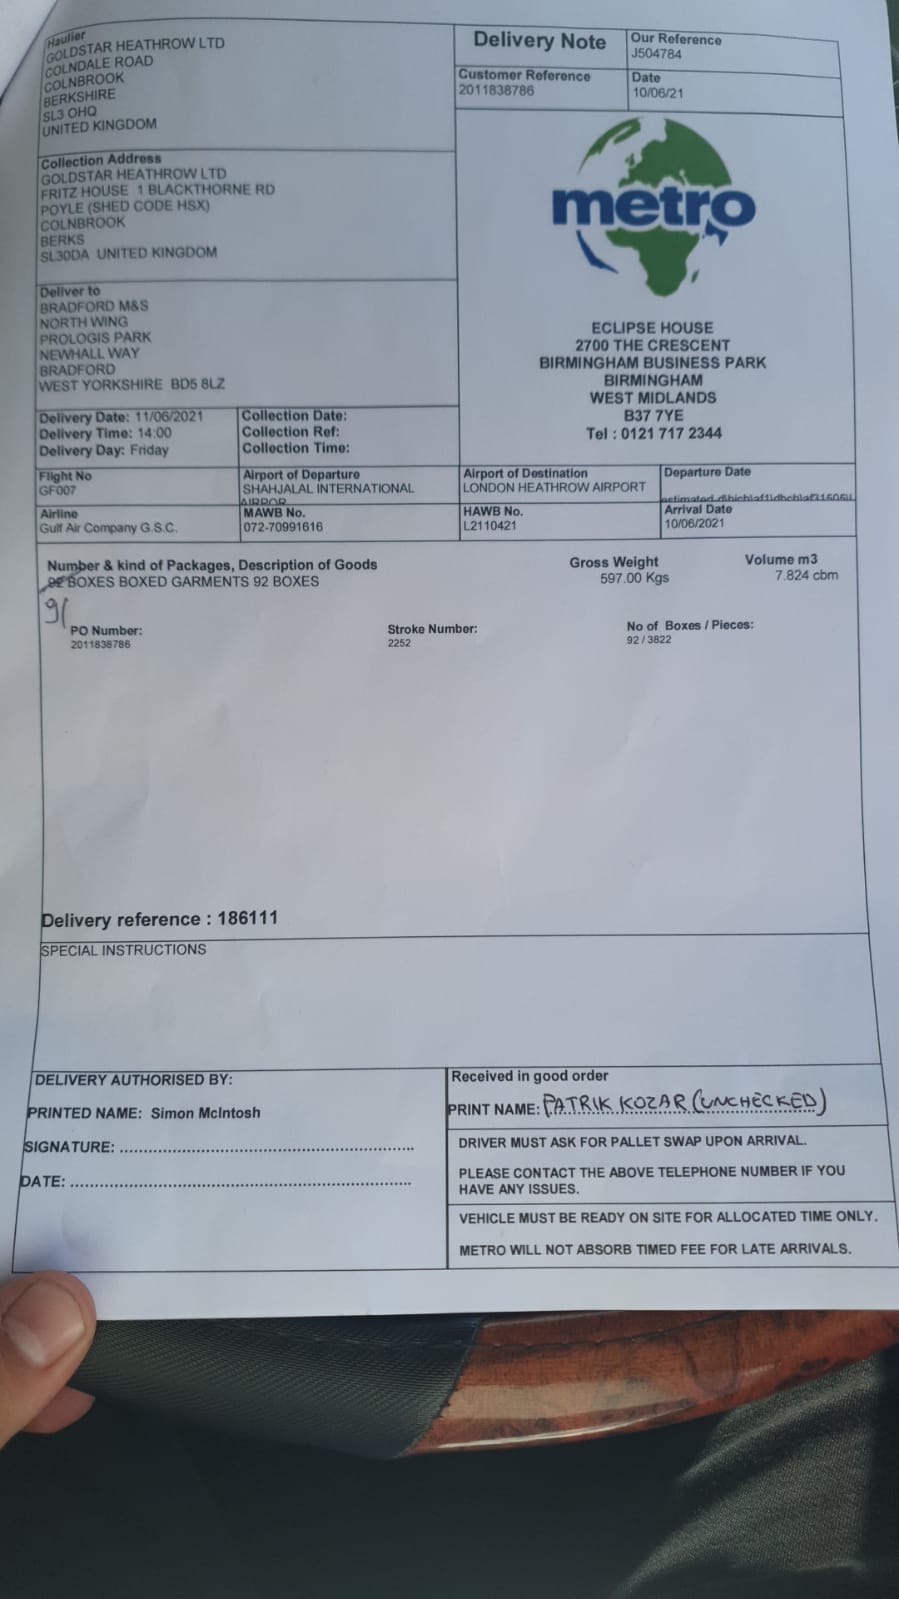 Haulier
GOLDSTAR HEATHROW LTD
COLNDALE ROAD
COLNBROOK
BERKSHIRE
SL3 OHQ
UNITED KINGDOM
Delivery Note
Our Reference
J504784
Customer Reference
2011838786
Date
10/06/21
Collection Address
GOLDSTAR HEATHROW LTD
FRITZ HOUSE 1 BLACKTHORNE RD
POYLE (SHED CODE HSX)
COLNBROOK
BERKS
SL30DA UNITED KINGDOM
metro
Deliver to
BRADFORD M&S
NORTH WING
PROLOGIS PARK
NEWHALL WAY
BRADFORD
WEST YORKSHIRE BD5 8LZ
ECLIPSE HOUSE
2700 THE CRESCENT
BIRMINGHAM BUSINESS PARK
BIRMINGHAM
WEST MIDLANDS
B37 7YE
Tel : 0121 717 2344
Delivery Date: 11/06/2021
Delivery Time: 14:00
Delivery Day: Friday
Collection Date:
Collection Ref:
Collection Time:
Flight No
GF007
Airport of Departure
SHAHJALAL INTERNATIONAL
AIRPOR
Airport of Destination
LONDON HEATHROW AIRPORT
Departure Date
Airline
Gulf Air Company G.S.C.
MAWB No.
072-70991616
HAWB No.
L2110421
Arrival Date
10/06/2021
Number & kind of Packages, Description of Goods
92 BOXES BOXED GARMENTS 92 BOXES
91
Gross Weight
597.00 Kgs
Volume m3
7.824 cbm
PO Number:
2011838786
Stroke Number:
2252
No of Boxes / Pieces:
92 / 3822
Delivery reference : 186111
SPECIAL INSTRUCTIONS
DELIVERY AUTHORISED BY:
PRINTED NAME: Simon McIntosh
SIGNATURE:
DATE:
Received in good order
PRINT NAME: PATRIK KOZAR (UNCHECKED)
DRIVER MUST ASK FOR PALLET SWAP UPON ARRIVAL.
PLEASE CONTACT THE ABOVE TELEPHONE NUMBER IF YOU
HAVE ANY ISSUES.
VEHICLE MUST BE READY ON SITE FOR ALLOCATED TIME ONLY.
METRO WILL NOT ABSORB TIMED FEE FOR LATE ARRIVALS.